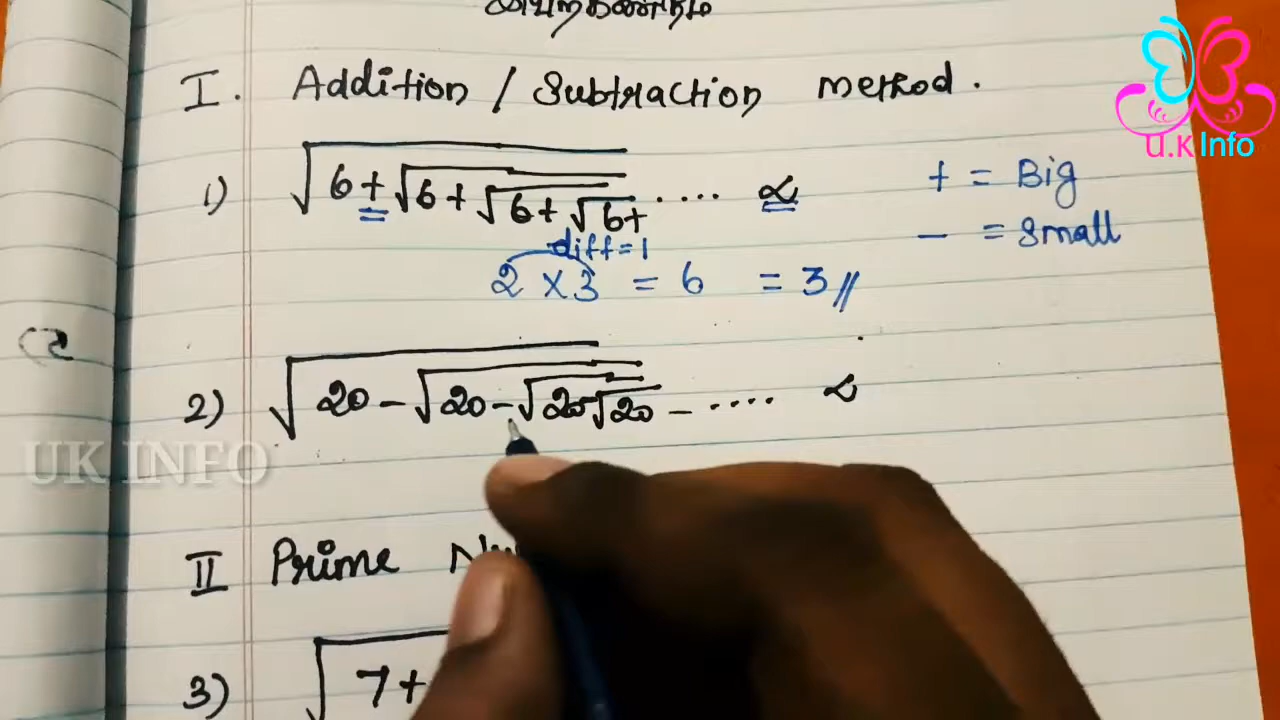 I. Addition / Subtraction method.
1) √6+√6+√6+√6+ .... ∝
+ = Big
- = Small
diff=1
2 × 3 = 6 = 3//
2) √20-√20-√20√20 - .... ∝
II Prime
3) √7+
U.K Info
UK INFO